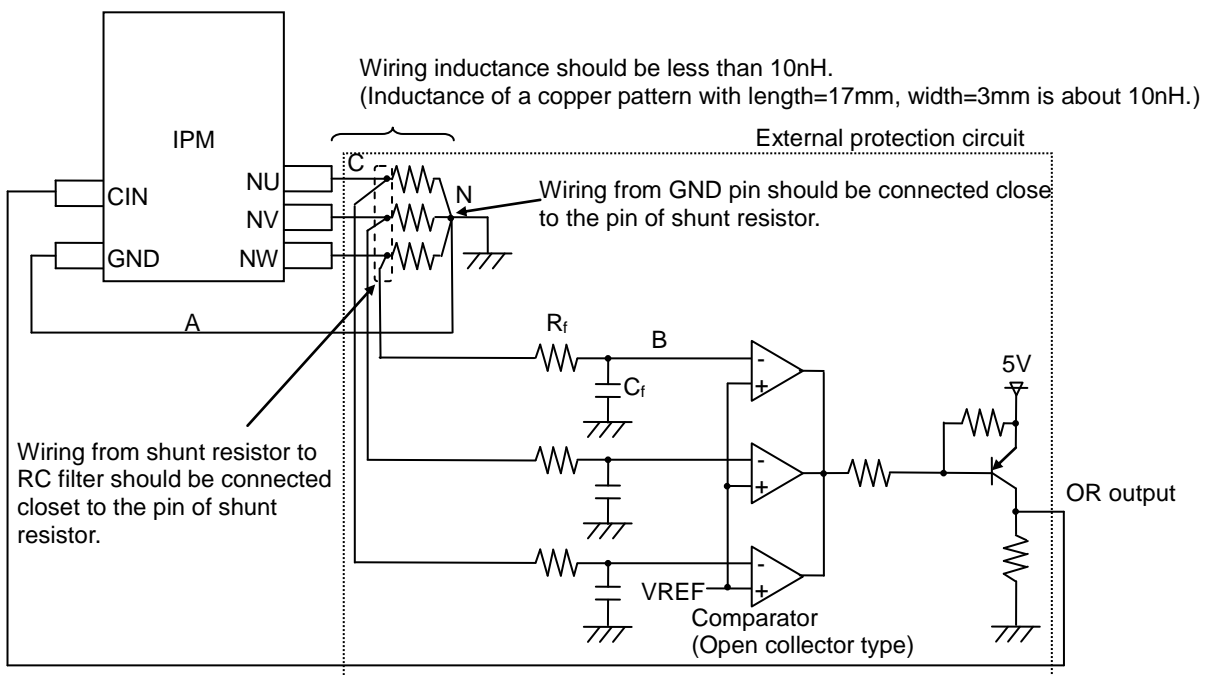 Wiring inductance should be less than 10nH.
(Inductance of a copper pattern with length=17mm, width=3mm is about 10nH.)
External protection circuit
IPM
C
NU
N
CIN
Wiring from GND pin should be connected close
to the pin of shunt resistor.
NV
GND
NW
A
Rf
B
5V
-
+
Cf
Wiring from shunt resistor to
RC filter should be connected
closet to the pin of shunt
resistor.
-
+
OR output
-
VREF
+
Comparator
(Open collector type)